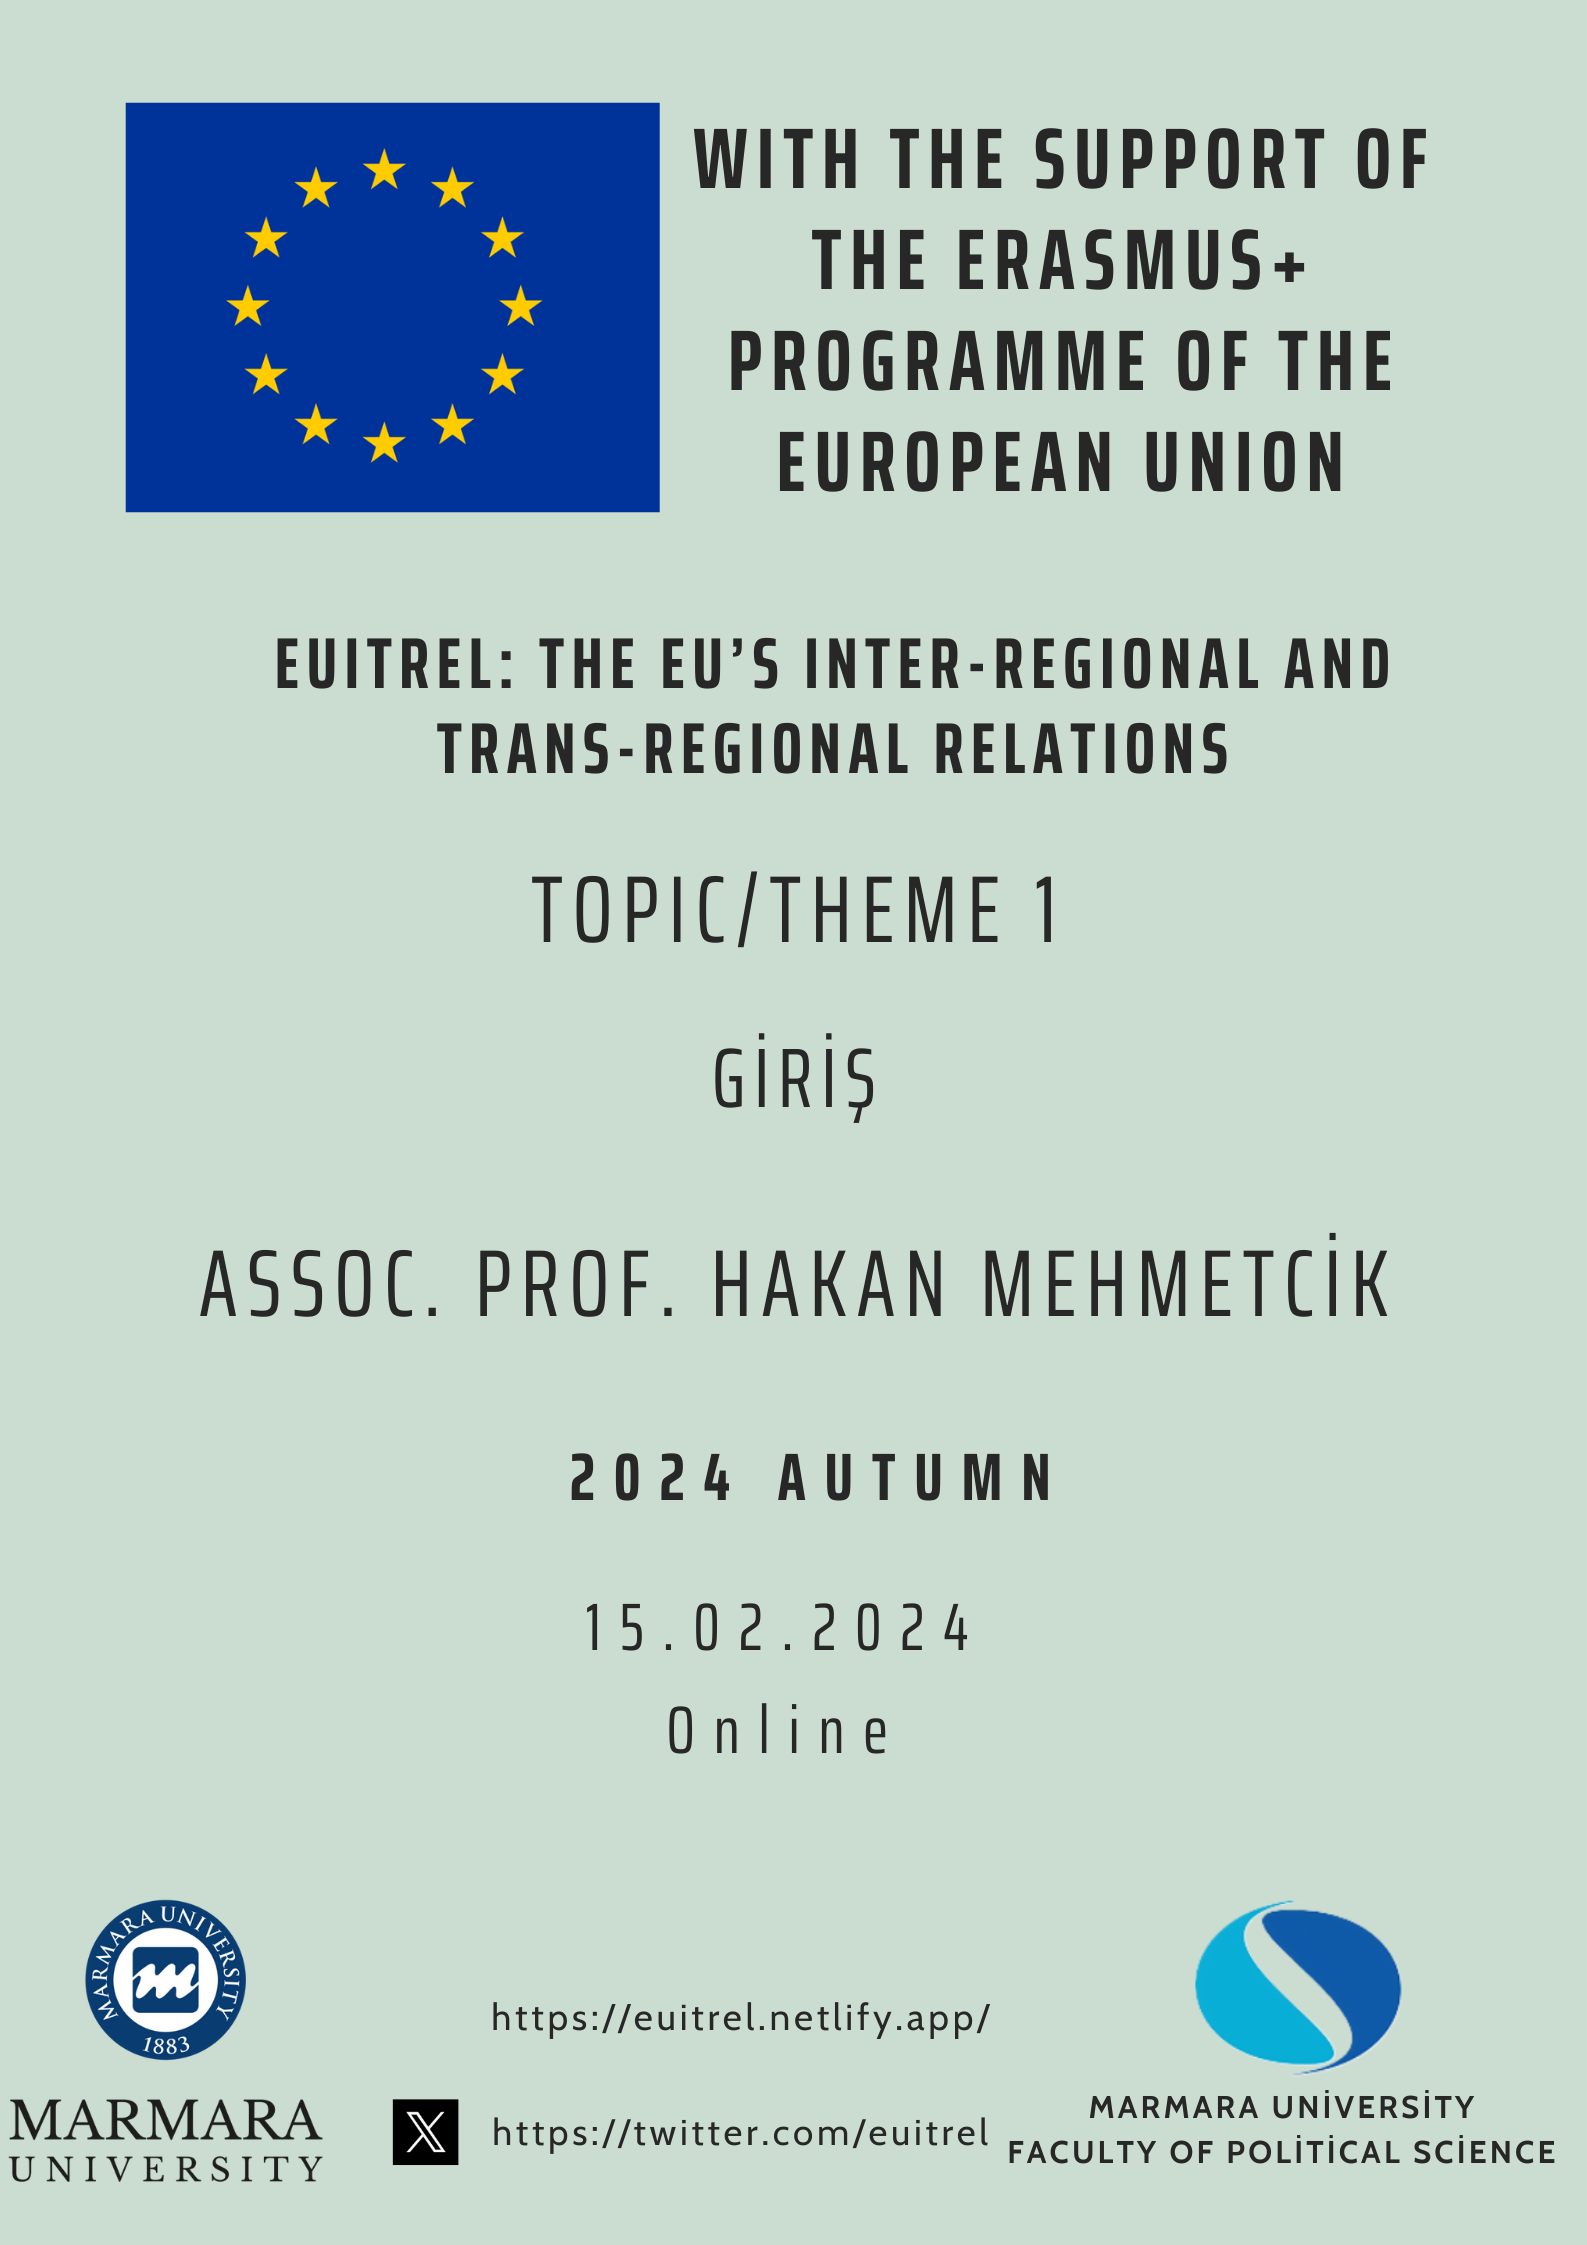 WITH THE SUPPORT OF
THE ERASMUS+
PROGRAMME OF THE
EUROPEAN UNION
EUITREL: THE EU’S INTER-REGIONAL AND
TRANS-REGIONAL RELATIONS
TOPIC/THEME 1
GİRİŞ
ASSOC. PROF. HAKAN MEHMETCİK
2024 AUTUMN
15.02.2024
Online
MARMARA UNIVERSITY
1883
MARMARA
UNIVERSITY
https://euitrel.netlify.app/
https://twitter.com/euitrel
MARMARA UNİVERSİTY
FACULTY OF POLİTİCAL SCİENCE